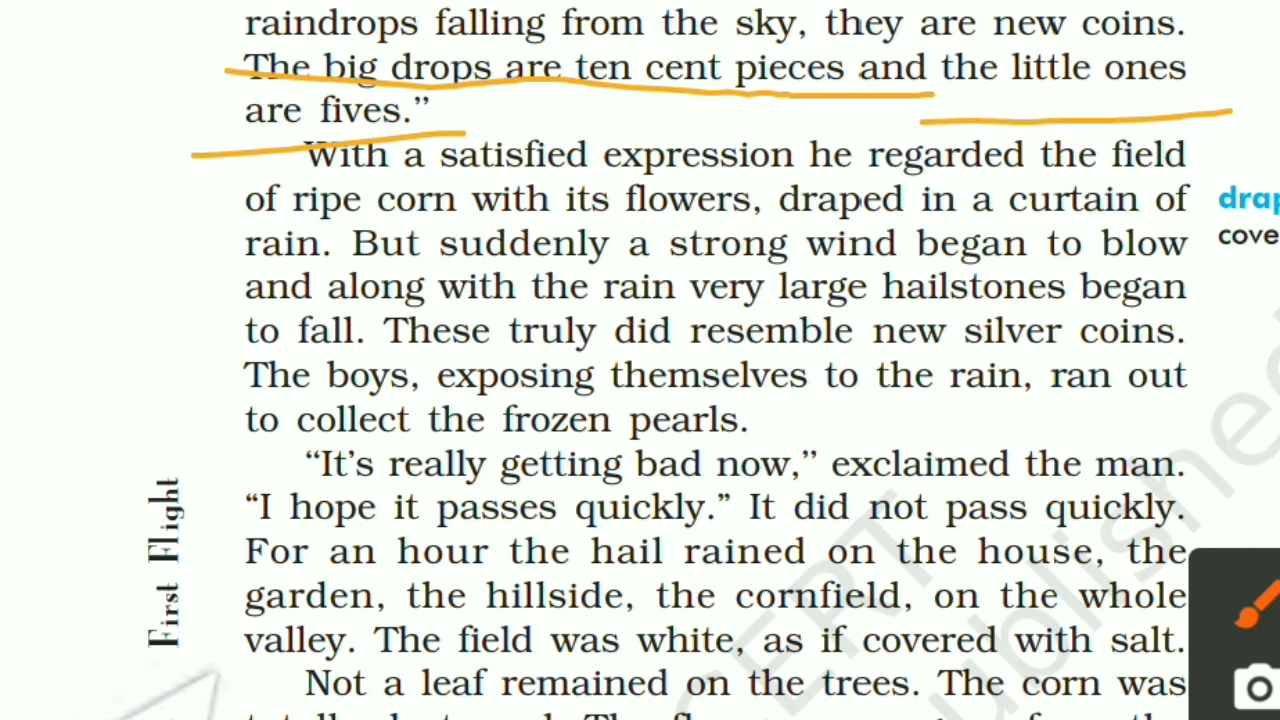 raindrops falling from the sky, they are new coins.
The big drops are ten cent pieces and the little ones
are fives.”
With a satisfied expression he regarded the field
of ripe corn with its flowers, draped in a curtain of
rain. But suddenly a strong wind began to blow
and along with the rain very large hailstones began
to fall. These truly did resemble new silver coins.
The boys, exposing themselves to the rain, ran out
to collect the frozen pearls.
“It’s really getting bad now,’’ exclaimed the man.
“I hope it passes quickly.” It did not pass quickly.
For an hour the hail rained on the house, the
garden, the hillside, the cornfield, on the whole
valley. The field was white, as if covered with salt.
Not a leaf remained on the trees. The corn was
drap
cove
First Flight